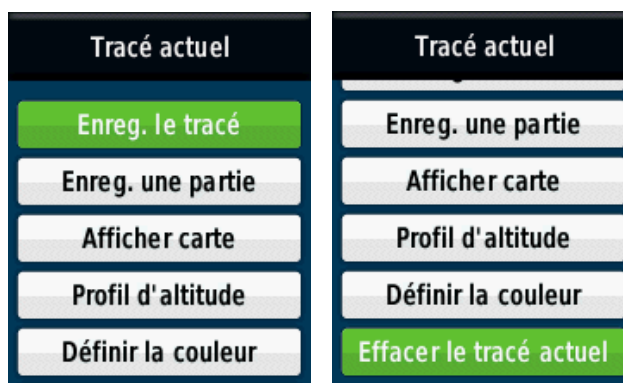 Tracé actuel
Enreg. le tracé
Enreg. une partie
Afficher carte
Profil d'altitude
Définir la couleur
Tracé actuel
Enreg. une partie
Afficher carte
Profil d'altitude
Définir la couleur
Effacer le tracé actuel